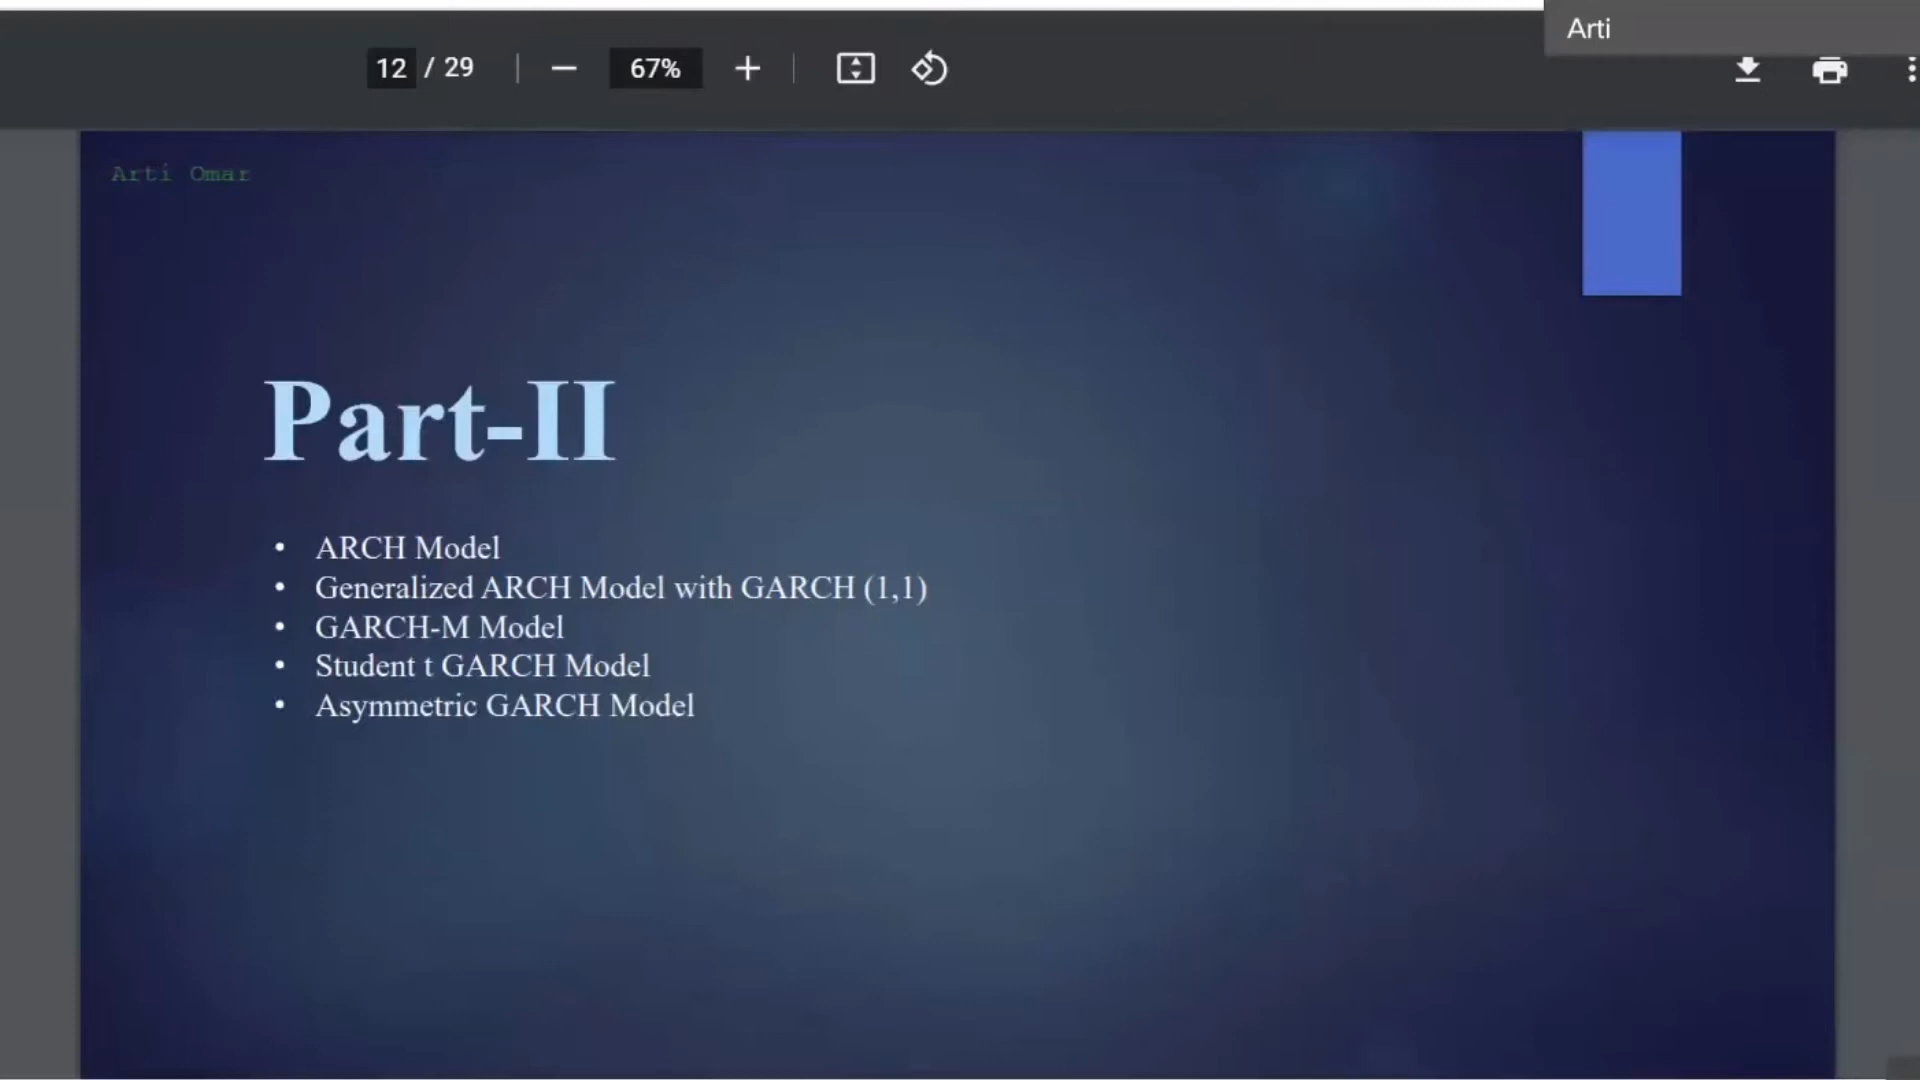 Arti
12 / 29
67%
Arti Omar
Part-II
• ARCH Model
• Generalized ARCH Model with GARCH (1,1)
• GARCH-M Model
• Student t GARCH Model
• Asymmetric GARCH Model